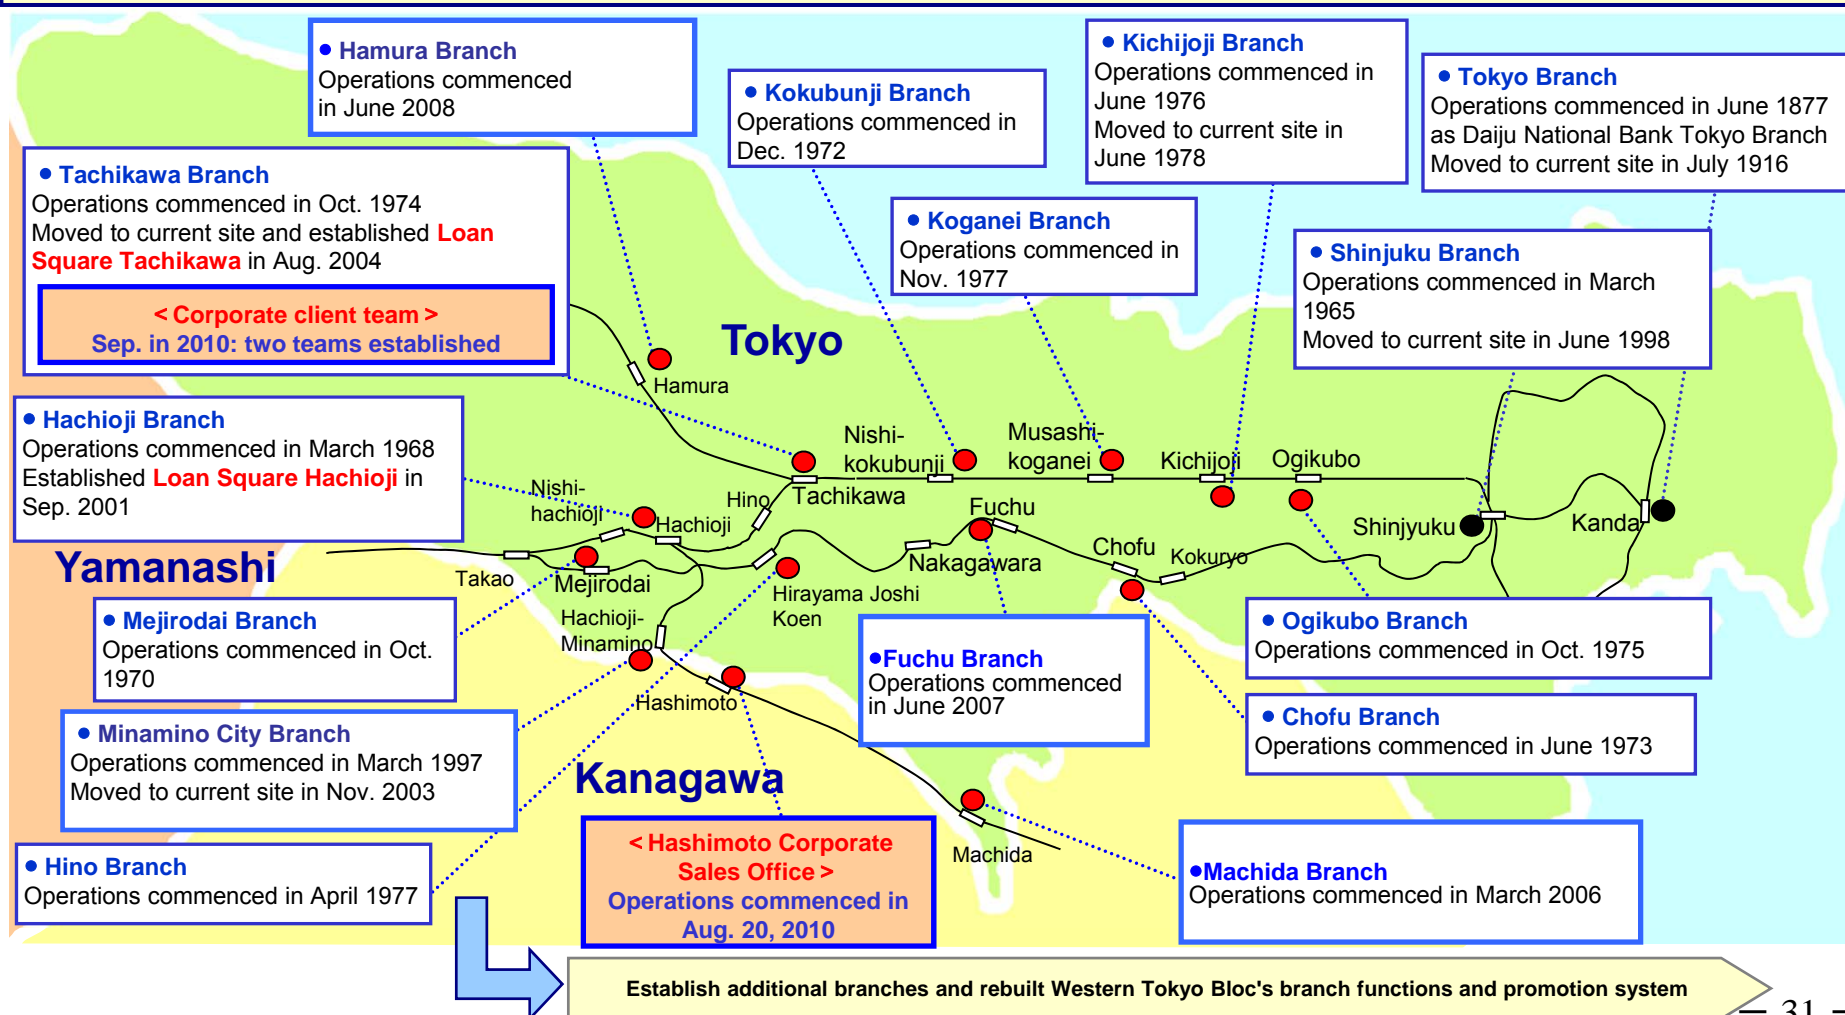 ● Hamura Branch
Operations commenced
in June 2008
● Kokubunji Branch
Operations commenced in
Dec. 1972
● Kichijoji Branch
Operations commenced in
June 1976
Moved to current site in
June 1978
● Tokyo Branch
Operations commenced in June 1877
as Daiju National Bank Tokyo Branch
Moved to current site in July 1916
● Tachikawa Branch
Operations commenced in Oct. 1974
Moved to current site and established Loan
Square Tachikawa in Aug. 2004
< Corporate client team >
Sep. in 2010: two teams established
● Koganei Branch
Operations commenced in
Nov. 1977
● Shinjuku Branch
Operations commenced in March
1965
Moved to current site in June 1998
Tokyo
Hamura
● Hachioji Branch
Operations commenced in March 1968
Established Loan Square Hachioji in
Sep. 2001
Nishi-
kokubunji
Musashi-
koganei
Kichijoji
Ogikubo
Nishi-
hachioji
Hachioji
Hino
Tachikawa
Fuchu
Shinjyuku
Kanda
Yamanashi
Takao
Mejirodai
Hirayama Joshi
Koen
Nakagawara
Chofu
Kokuryo
Hachioji-
Minamino
● Mejirodai Branch
Operations commenced in Oct.
1970
●Fuchu Branch
Operations commenced
in June 2007
● Ogikubo Branch
Operations commenced in Oct. 1975
Hashimoto
● Minamino City Branch
Operations commenced in March 1997
Moved to current site in Nov. 2003
● Chofu Branch
Operations commenced in June 1973
Kanagawa
● Hino Branch
Operations commenced in April 1977
< Hashimoto Corporate
Sales Office >
Operations commenced in
Aug. 20, 2010
Machida
●Machida Branch
Operations commenced in March 2006
Establish additional branches and rebuilt Western Tokyo Bloc's branch functions and promotion system
– 31 –